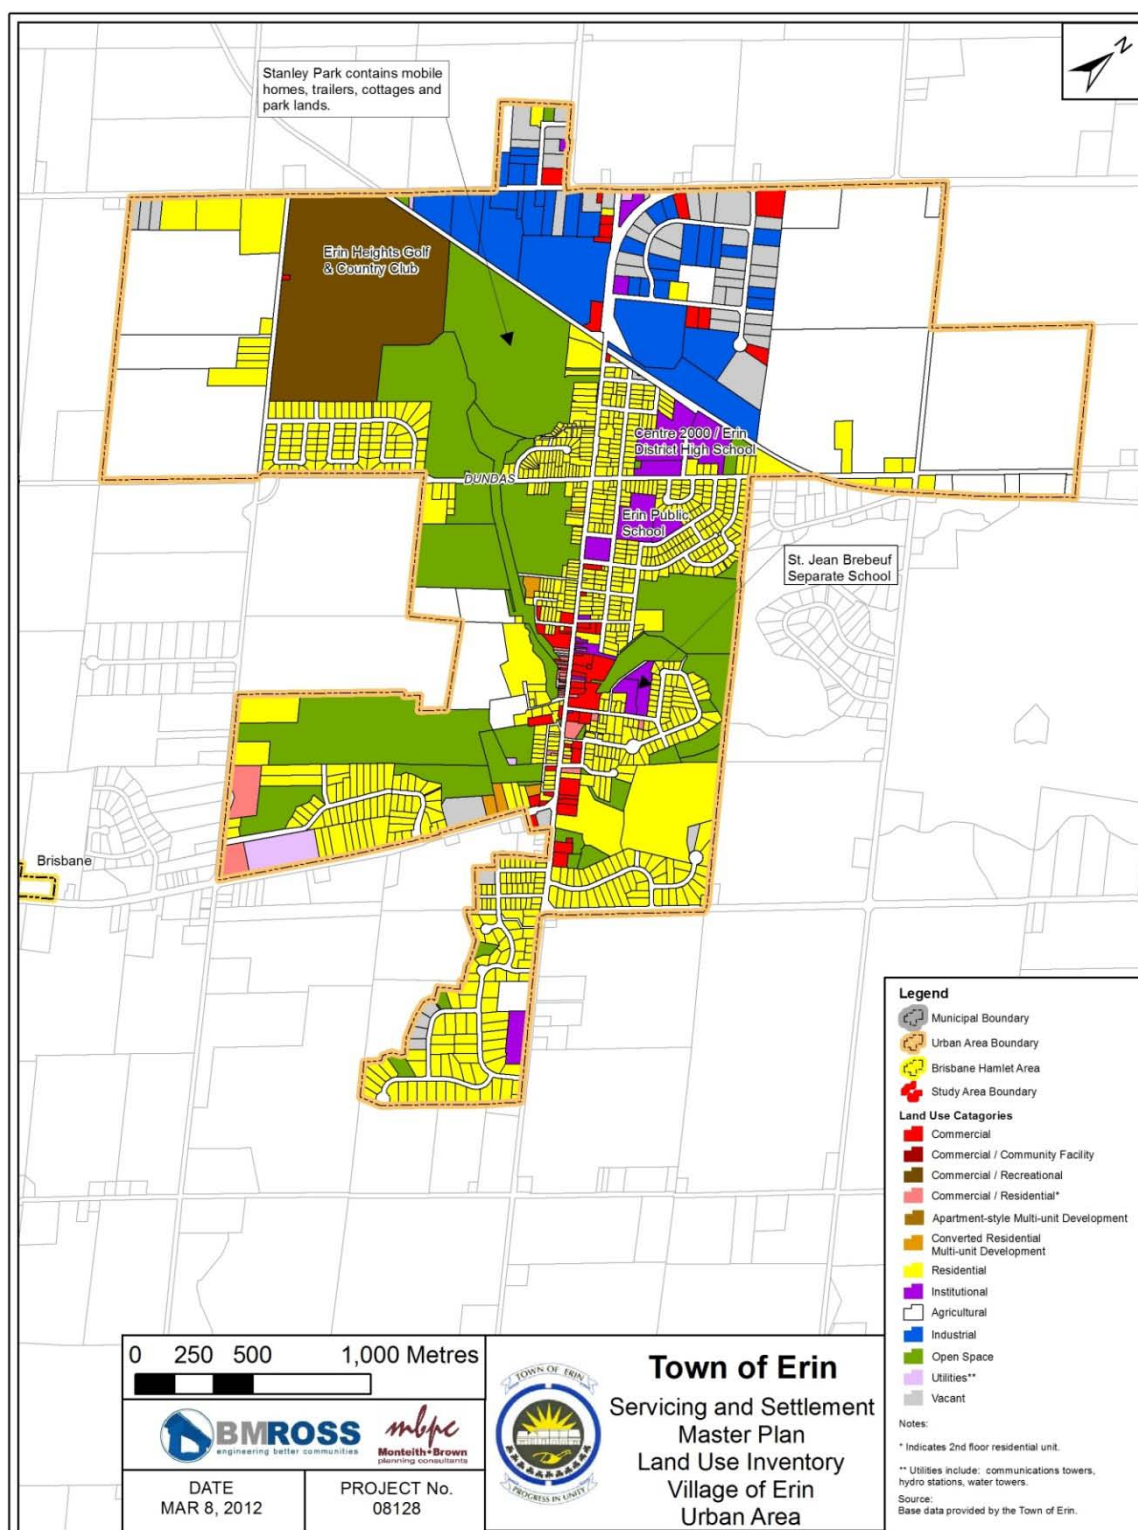 N
Stanley Park contains mobile
homes, trailers, cottages and
park lands.
Erin Heights Golf
& Country Club
Centre 2000 / Erin
District High School
DUNDAS
Erin Public
School
St. Jean Brebeuf
Separate School
Brisbane
Legend
Municipal Boundary
Urban Area Boundary
Brisbane Hamlet Area
Study Area Boundary
Land Use Catagories
Commercial
Commercial / Community Facility
Commercial / Recreational
Commercial / Residential*
Apartment-style Multi-unit Development
Converted Residential
Multi-unit Development
Residential
Institutional
Agricultural
Industrial
Open Space
Utilities**
Vacant
Notes:
* Indicates 2nd floor residential unit.
** Utilities include: communications towers,
hydro stations, water towers.
Source:
Base data provided by the Town of Erin.
0 250 500 1,000 Metres
BMROSS
engineering better communities
mbpc
Monteith+Brown
planning consultants
DATE
MAR 8, 2012
PROJECT No.
08128
TOWN OF ERIN
PROGRESS IN UNITY
Town of Erin
Servicing and Settlement
Master Plan
Land Use Inventory
Village of Erin
Urban Area